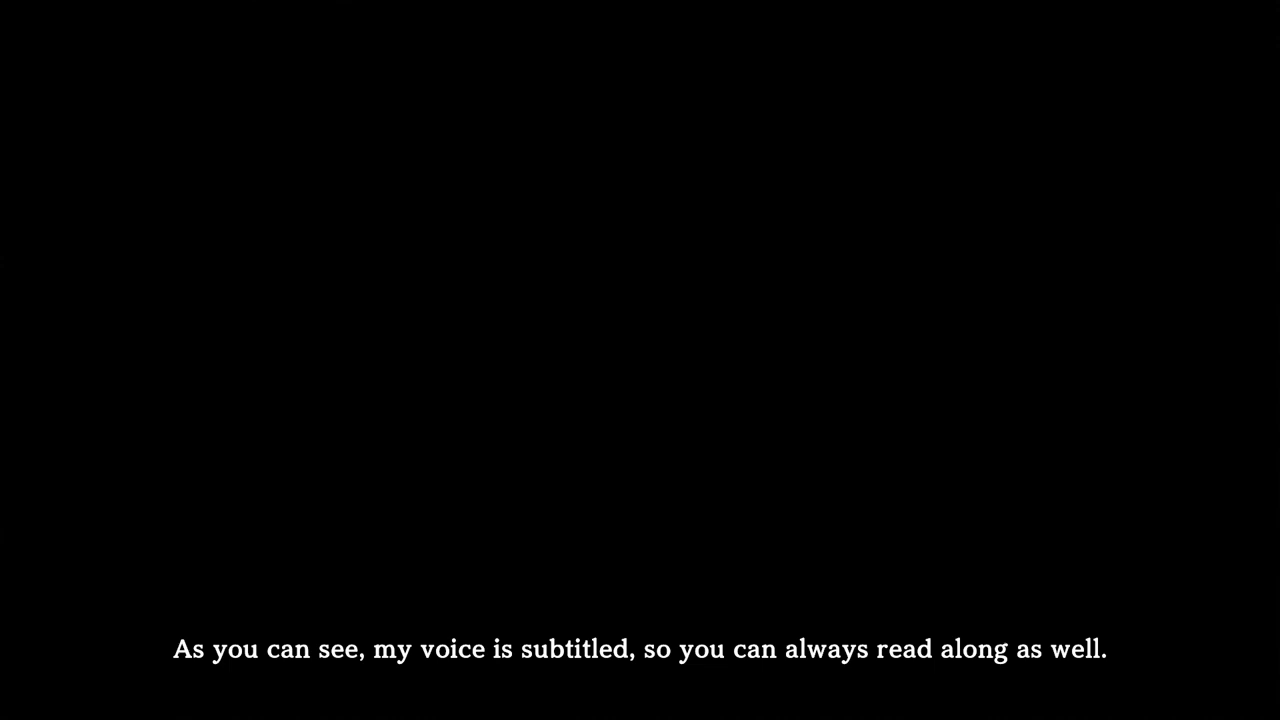 As you can see, my voice is subtitled, so you can always read along as well.